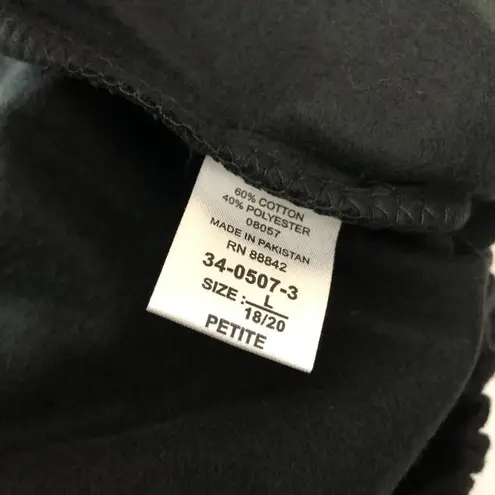 60% COTTON
40% POLYESTER
08057
MADE IN PAKISTAN
RN 88842
34-0507-3
SIZE: L
18/20
PETITE